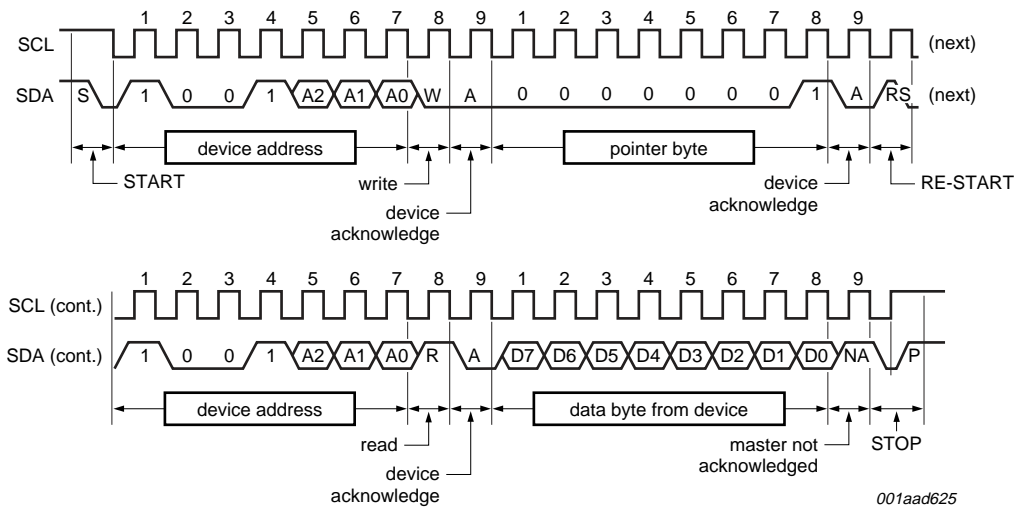 1 2 3 4 5 6 7 8 9 1 2 3 4 5 6 7 8 9
SCL (next)
SDA S 1 0 0 1 A2 A1 A0 W A 0 0 0 0 0 0 0 1 A RS (next)
device address pointer byte
START write device RE-START
device acknowledge
acknowledge
1 2 3 4 5 6 7 8 9 1 2 3 4 5 6 7 8 9
SCL (cont.)
SDA (cont.) 1 0 0 1 A2 A1 A0 R A D7 D6 D5 D4 D3 D2 D1 D0 NA P
device address data byte from device
read master not STOP
device acknowledged
acknowledge
001aad625